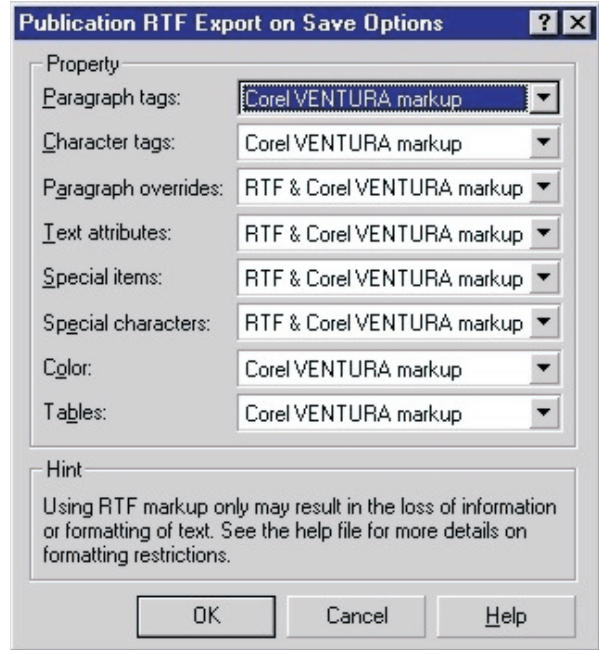 Publication RTF Export on Save Options
Property
Paragraph tags: Corel VENTURA markup
Character tags: Corel VENTURA markup
Paragraph overrides: RTF & Corel VENTURA markup
Text attributes: RTF & Corel VENTURA markup
Special items: RTF & Corel VENTURA markup
Special characters: RTF & Corel VENTURA markup
Color: Corel VENTURA markup
Tables: Corel VENTURA markup
Hint
Using RTF markup only may result in the loss of information
or formatting of text. See the help file for more details on
formatting restrictions.
OK Cancel Help